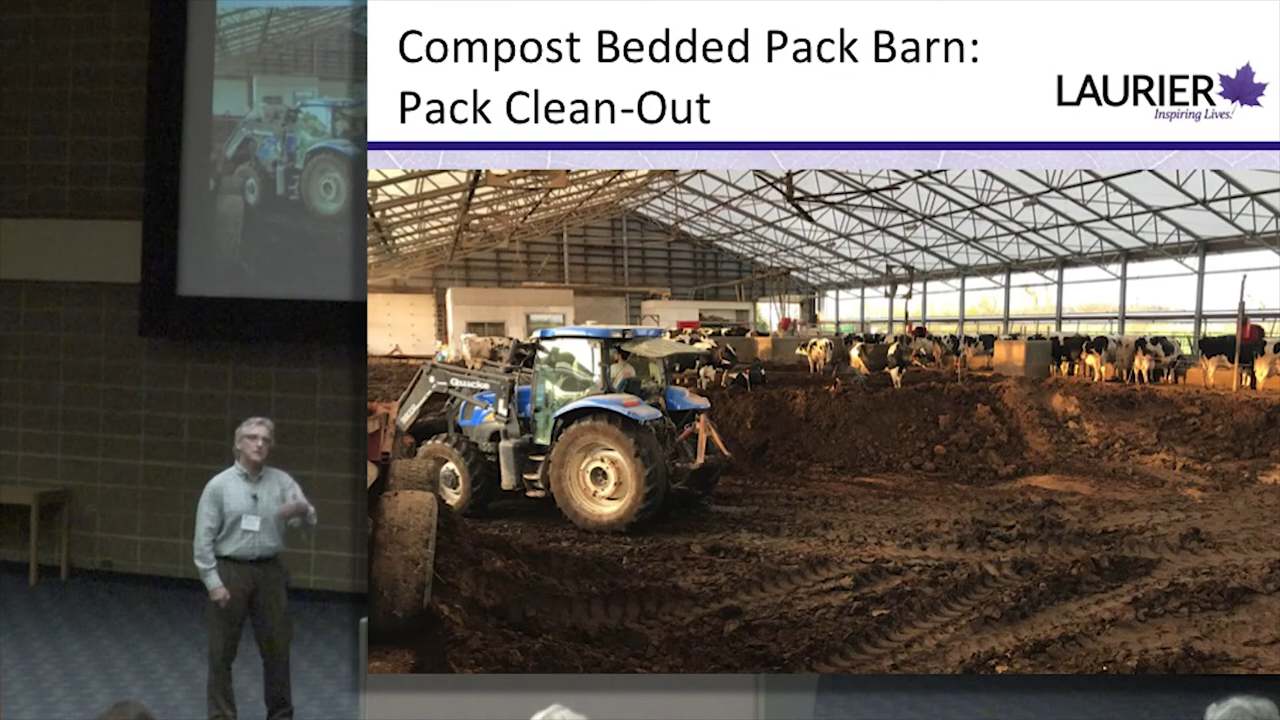 Compost Bedded Pack Barn:
Pack Clean-Out
LAURIER
Inspiring Lives.
Quicke